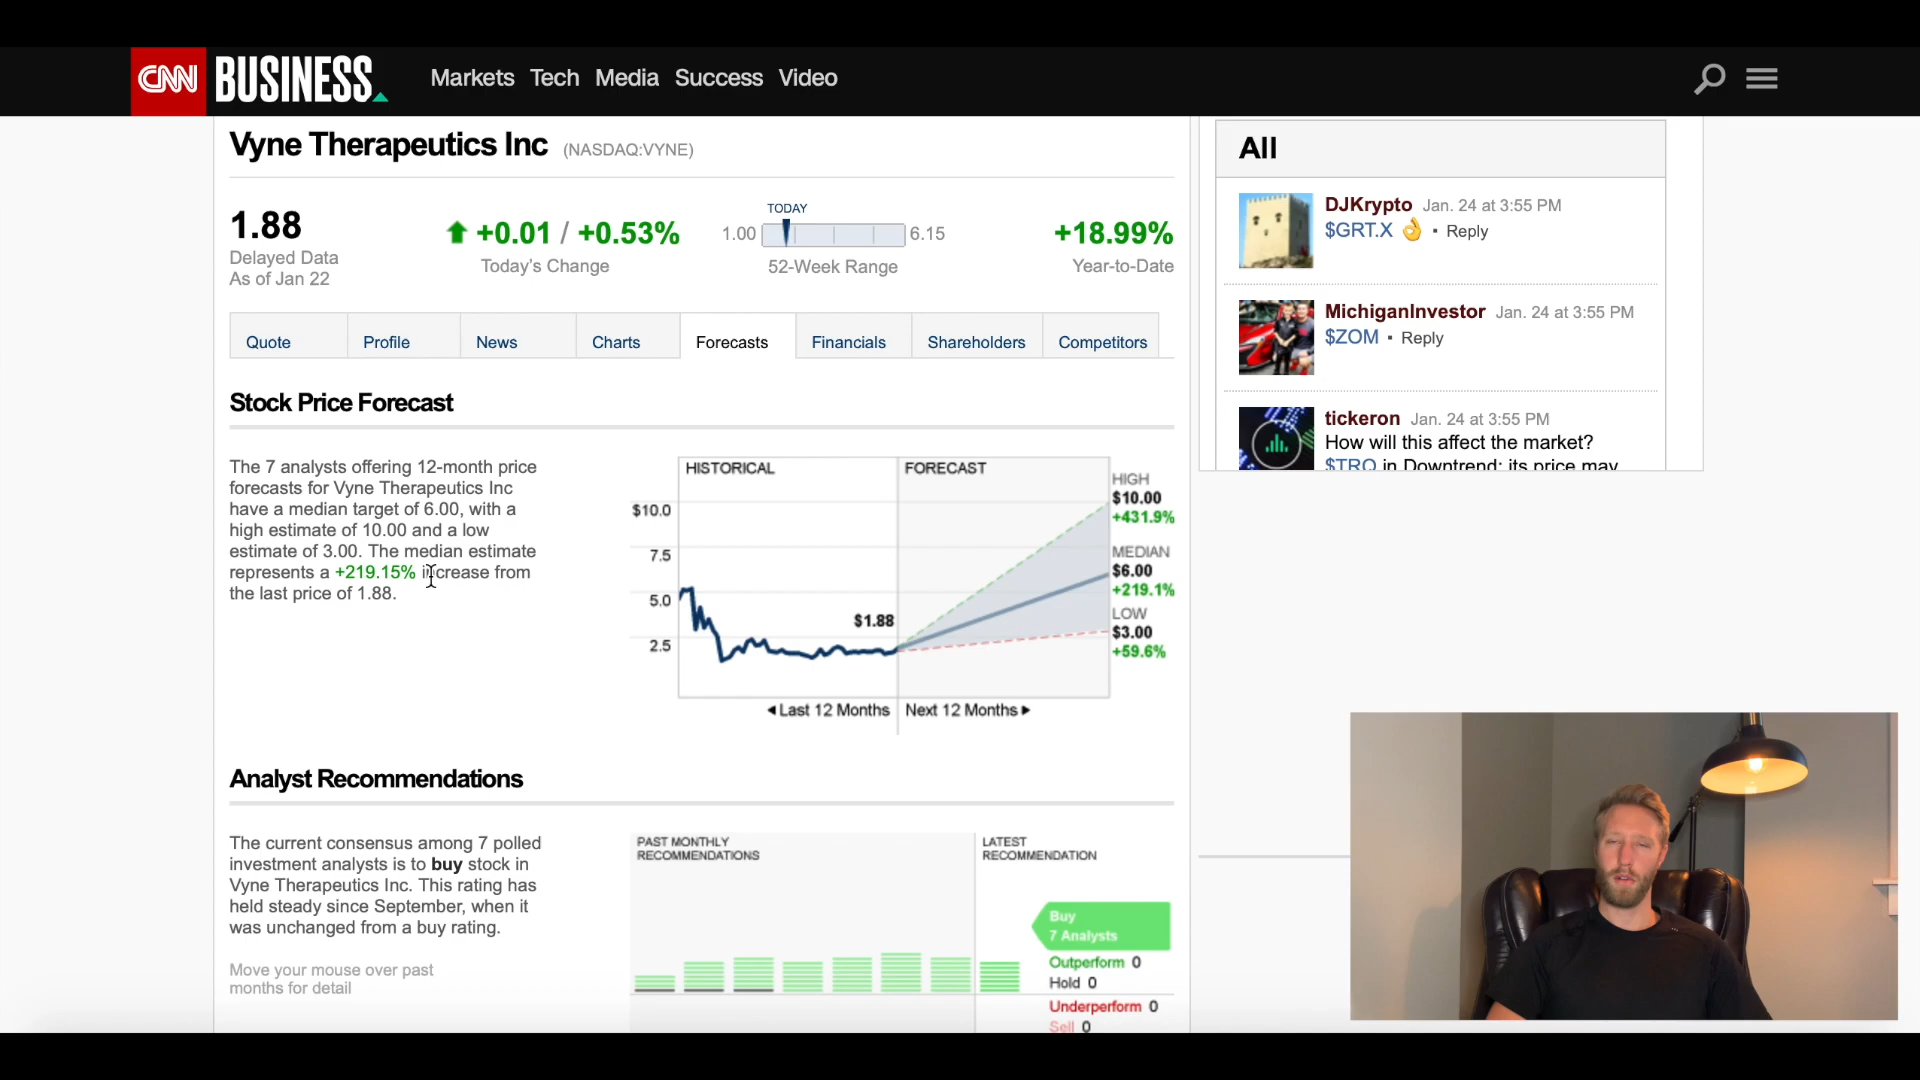 CNN BUSINESS Markets Tech Media Success Video
Vyne Therapeutics Inc (NASDAQ:VYNE)
1.88
Delayed Data
As of Jan 22
+0.01 / +0.53%
Today's Change
TODAY
1.00 6.15
52-Week Range
+18.99%
Year-to-Date
Quote Profile News Charts Forecasts Financials Shareholders Competitors
Stock Price Forecast
The 7 analysts offering 12-month price
forecasts for Vyne Therapeutics Inc
have a median target of 6.00, with a
high estimate of 10.00 and a low
estimate of 3.00. The median estimate
represents a +219.15% increase from
the last price of 1.88.
HISTORICAL FORECAST
$10.0
7.5
5.0
2.5
$1.88
HIGH
$10.00
+431.9%
MEDIAN
$6.00
+219.1%
LOW
$3.00
+59.6%
Last 12 Months Next 12 Months
Analyst Recommendations
The current consensus among 7 polled
investment analysts is to buy stock in
Vyne Therapeutics Inc. This rating has
held steady since September, when it
was unchanged from a buy rating.
Move your mouse over past
months for detail
PAST MONTHLY
RECOMMENDATIONS
LATEST
RECOMMENDATION
Buy
7 Analysts
Outperform 0
Hold 0
Underperform 0
Sell 0
All
DJKrypto Jan. 24 at 3:55 PM
$GRT.X 👌 • Reply
MichiganInvestor Jan. 24 at 3:55 PM
$ZOM • Reply
tickeron Jan. 24 at 3:55 PM
How will this affect the market?
$TRQ in Downtrend: its price may